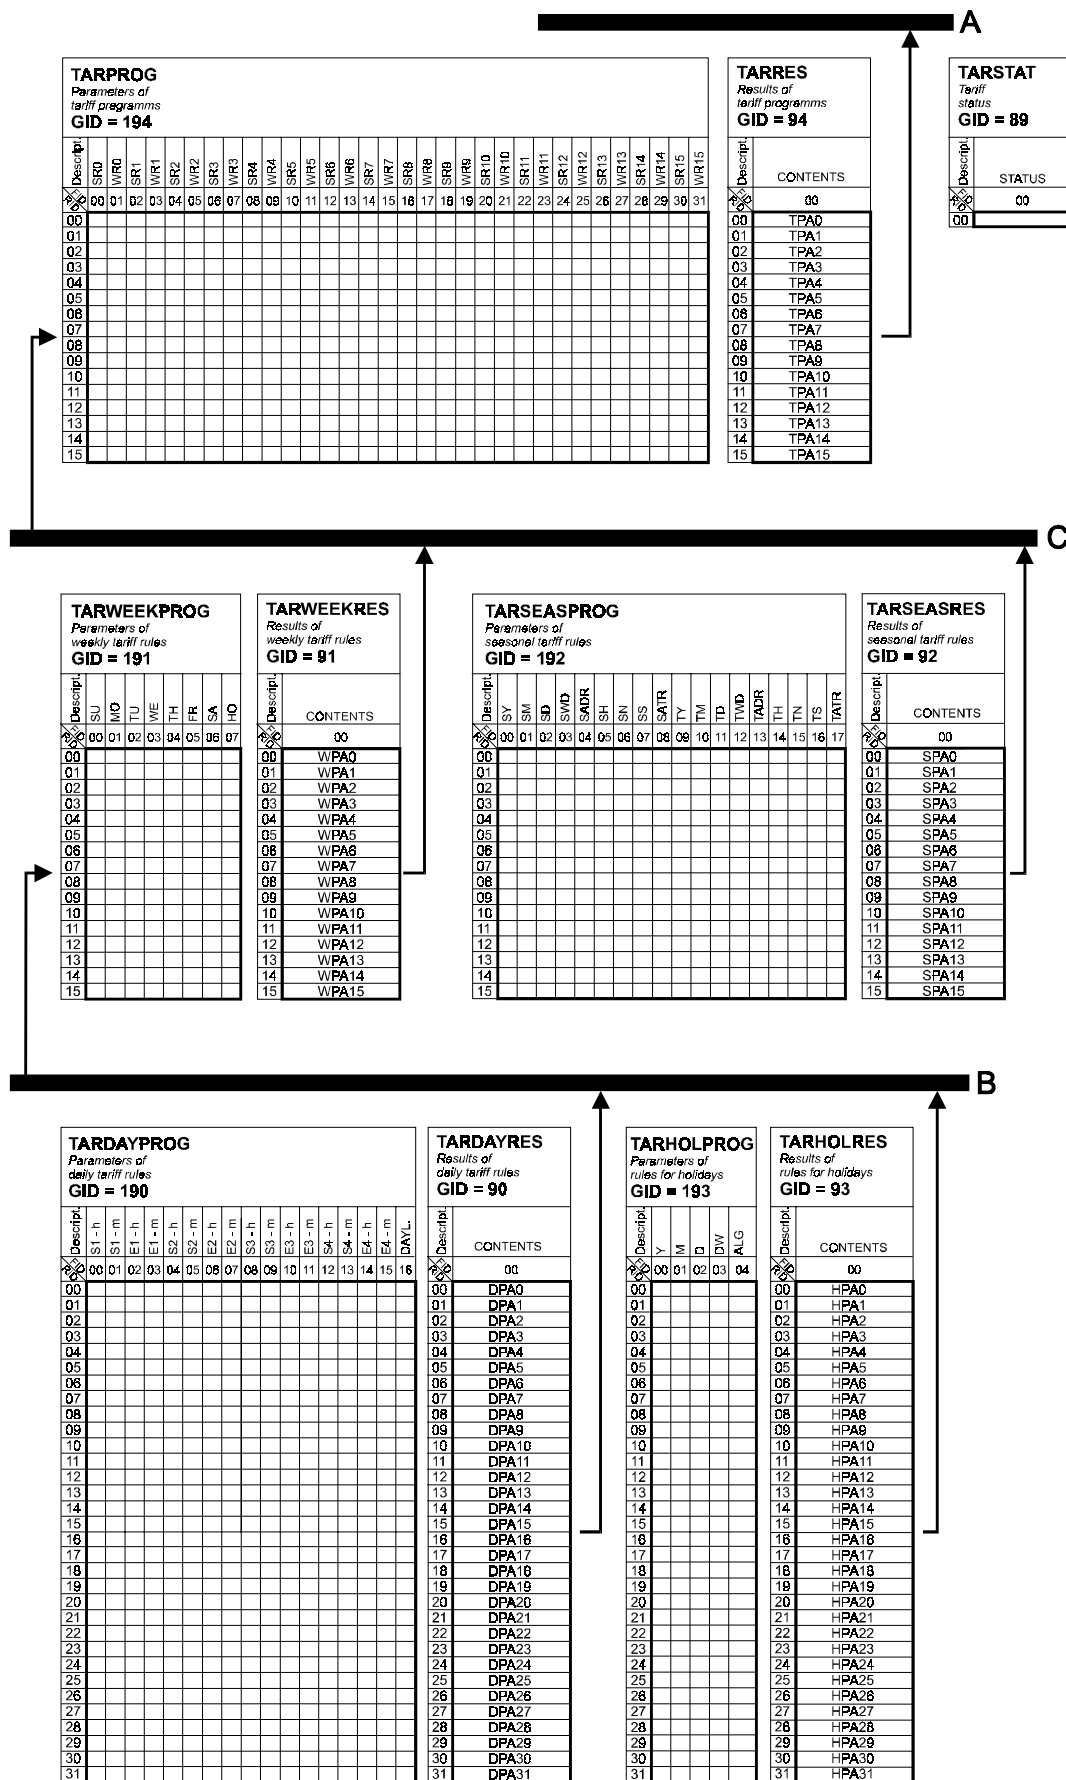 A
TARPROG
Parameters of
tariff programms
GID = 194
Descript. SR0 WR0 SR1 WR1 SR2 WR2 SR3 WR3 SR4 WR4 SR5 WR5 SR6 WR6 SR7 WR7 SR8 WR8 SR9 WR9 SR10 WR10 SR11 WR11 SR12 WR12 SR13 WR13 SR14 WR14 SR15 WR15
FID RID 00 01 02 03 04 05 06 07 08 09 10 11 12 13 14 15 16 17 18 19 20 21 22 23 24 25 26 27 28 29 30 31
00
01
02
03
04
05
06
07
08
09
10
11
12
13
14
15
TARRES
Results of
tariff programms
GID = 94
Descript. CONTENTS
FID RID 00
00 TPA0
01 TPA1
02 TPA2
03 TPA3
04 TPA4
05 TPA5
06 TPA6
07 TPA7
08 TPA8
09 TPA9
10 TPA10
11 TPA11
12 TPA12
13 TPA13
14 TPA14
15 TPA15
TARSTAT
Tariff
status
GID = 89
Descript. STATUS
FID RID 00
00
C
TARWEEKPROG
Parameters of
weekly tariff rules
GID = 191
Descript. SU MO TU WE TH FR SA HO
FID RID 00 01 02 03 04 05 06 07
00
01
02
03
04
05
06
07
08
09
10
11
12
13
14
15
TARWEEKRES
Results of
weekly tariff rules
GID = 91
Descript. CONTENTS
FID RID 00
00 WPA0
01 WPA1
02 WPA2
03 WPA3
04 WPA4
05 WPA5
06 WPA6
07 WPA7
08 WPA8
09 WPA9
10 WPA10
11 WPA11
12 WPA12
13 WPA13
14 WPA14
15 WPA15
TARSEASPROG
Parameters of
seasonal tariff rules
GID = 192
Descript. SY SM SD SWD SADR SH SN SS SATR TY TM TD TWD TADR TH TN TS TATR
FID RID 00 01 02 03 04 05 06 07 08 09 10 11 12 13 14 15 16 17
00
01
02
03
04
05
06
07
08
09
10
11
12
13
14
15
TARSEASRES
Results of
seasonal tariff rules
GID = 92
Descript. CONTENTS
FID RID 00
00 SPA0
01 SPA1
02 SPA2
03 SPA3
04 SPA4
05 SPA5
06 SPA6
07 SPA7
08 SPA8
09 SPA9
10 SPA10
11 SPA11
12 SPA12
13 SPA13
14 SPA14
15 SPA15
B
TARDAYPROG
Parameters of
daily tariff rules
GID = 190
Descript. S1 - h S1 - m E1 - h E1 - m S2 - h S2 - m E2 - h E2 - m S3 - h S3 - m E3 - h E3 - m S4 - h S4 - m E4 - h E4 - m DAYL.
FID RID 00 01 02 03 04 05 06 07 08 09 10 11 12 13 14 15 16
00
01
02
03
04
05
06
07
08
09
10
11
12
13
14
15
16
17
18
19
20
21
22
23
24
25
26
27
28
29
30
31
TARDAYRES
Results of
daily tariff rules
GID = 90
Descript. CONTENTS
FID RID 00
00 DPA0
01 DPA1
02 DPA2
03 DPA3
04 DPA4
05 DPA5
06 DPA6
07 DPA7
08 DPA8
09 DPA9
10 DPA10
11 DPA11
12 DPA12
13 DPA13
14 DPA14
15 DPA15
16 DPA16
17 DPA17
18 DPA18
19 DPA19
20 DPA20
21 DPA21
22 DPA22
23 DPA23
24 DPA24
25 DPA25
26 DPA26
27 DPA27
28 DPA28
29 DPA29
30 DPA30
31 DPA31
TARHOLPROG
Parameters of
rules for holidays
GID = 193
Descript. Y M D DW ALG
FID RID 00 01 02 03 04
00
01
02
03
04
05
06
07
08
09
10
11
12
13
14
15
16
17
18
19
20
21
22
23
24
25
26
27
28
29
30
31
TARHOLRES
Results of
rules for holidays
GID = 93
Descript. CONTENTS
FID RID 00
00 HPA0
01 HPA1
02 HPA2
03 HPA3
04 HPA4
05 HPA5
06 HPA6
07 HPA7
08 HPA8
09 HPA9
10 HPA10
11 HPA11
12 HPA12
13 HPA13
14 HPA14
15 HPA15
16 HPA16
17 HPA17
18 HPA18
19 HPA19
20 HPA20
21 HPA21
22 HPA22
23 HPA23
24 HPA24
25 HPA25
26 HPA26
27 HPA27
28 HPA28
29 HPA29
30 HPA30
31 HPA31